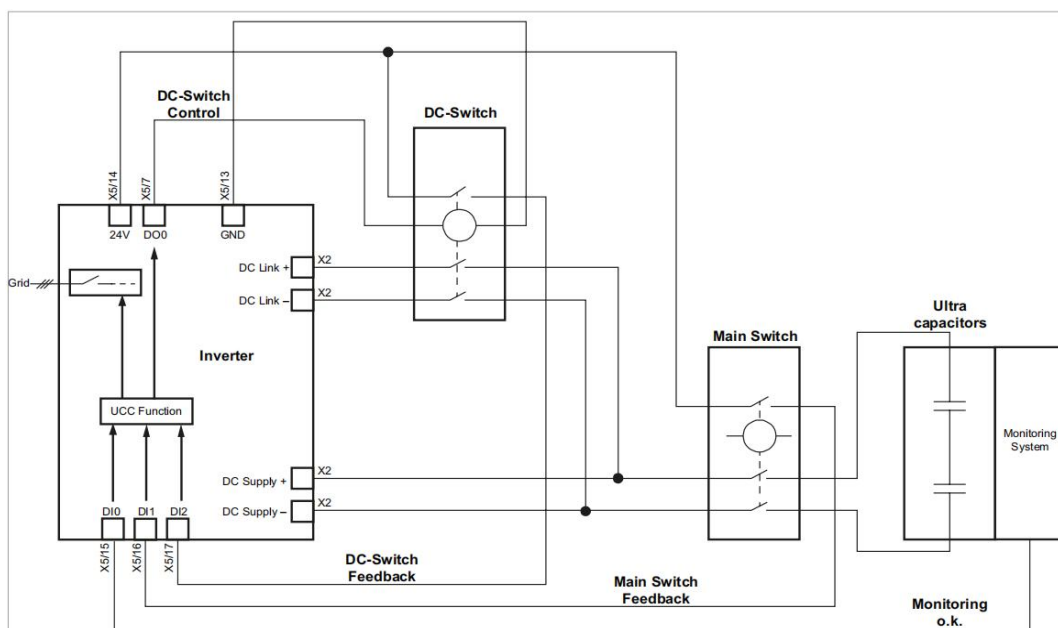 DC-Switch
Control
DC-Switch
X5/14
X5/7
X5/13
24V
DO0
GND
DC Link +
X2
Grid
DC Link –
X2
Inverter
Ultra
capacitors
Main Switch
UCC Function
Monitoring
System
DC Supply +
X2
DC Supply –
X2
DI0
DI1
DI2
X5/15
X5/16
X5/17
DC-Switch
Feedback
Main Switch
Feedback
Monitoring
o.k.